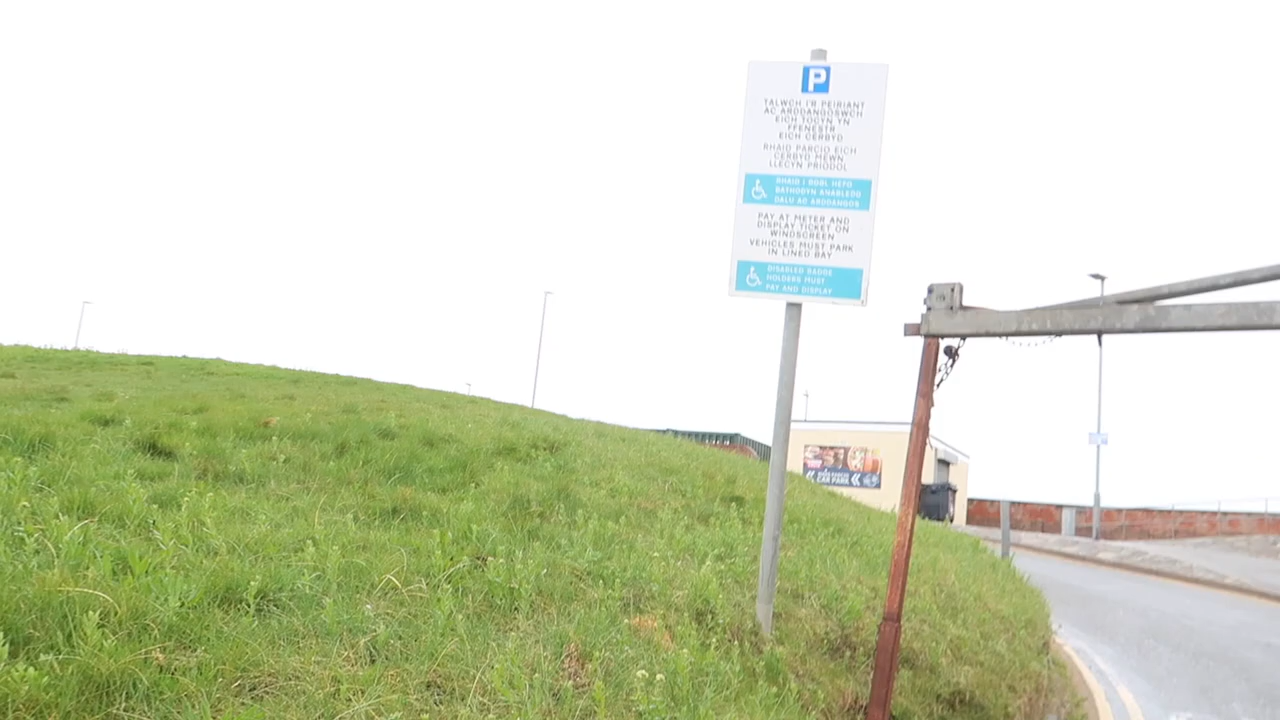 P
TALWCH I'R PEIRIANT
AC ARDDANGOSWCH
EICH TOCYN YN
FFENESTR
EICH CERBYD
RHAID PARCIO EICH
CERBYD MEWN
LLECYN PRIODOL
RHAID I BOBL HEFO
BATHODYN ANABLEDD
DALU AC ARDDANGOS
PAY AT METER AND
DISPLAY TICKET ON
WINDSCREEN
VEHICLES MUST PARK
IN LINED BAY
DISABLED BADGE
HOLDERS MUST
PAY AND DISPLAY
CAR PARK